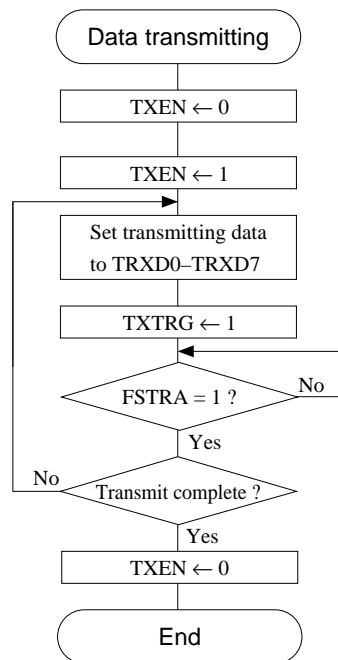 Data transmitting
TXEN ← 0
TXEN ← 1
Set transmitting data
to TRXD0–TRXD7
TXTRG ← 1
FSTRA = 1 ?
No
Yes
No
Transmit complete ?
Yes
TXEN ← 0
End